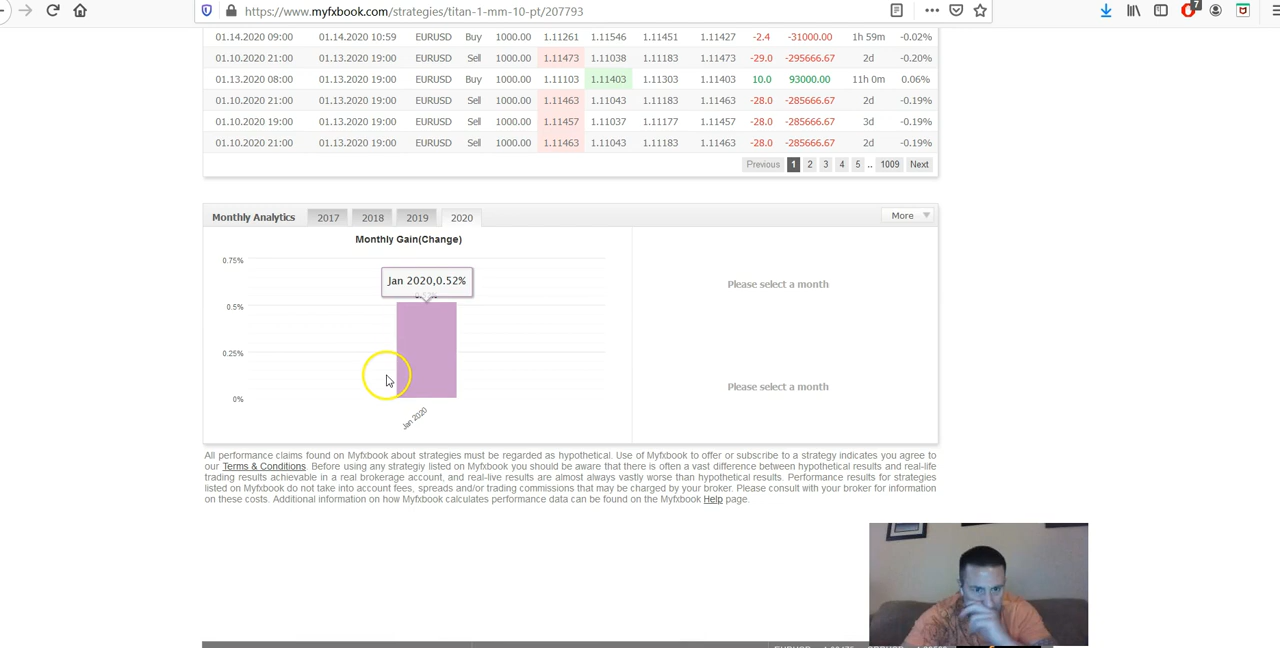 https://www.myfxbook.com/strategies/titan-1-mm-10-pt/207793
7
01.14.2020 09:00 01.14.2020 10:59 EURUSD Buy 1000.00 1.11261 1.11546 1.11451 1.11427 -2.4 -31000.00 1h 59m -0.02%
01.10.2020 21:00 01.13.2020 19:00 EURUSD Sell 1000.00 1.11473 1.11038 1.11183 1.11473 -29.0 -295666.67 2d -0.20%
01.13.2020 08:00 01.13.2020 19:00 EURUSD Buy 1000.00 1.11103 1.11403 1.11303 1.11403 10.0 93000.00 11h 0m 0.06%
01.10.2020 21:00 01.13.2020 19:00 EURUSD Sell 1000.00 1.11463 1.11043 1.11183 1.11463 -28.0 -285666.67 2d -0.19%
01.10.2020 19:00 01.13.2020 19:00 EURUSD Sell 1000.00 1.11457 1.11037 1.11177 1.11457 -28.0 -285666.67 3d -0.19%
01.10.2020 21:00 01.13.2020 19:00 EURUSD Sell 1000.00 1.11463 1.11043 1.11183 1.11463 -28.0 -285666.67 2d -0.19%
Previous 1 2 3 4 5 .. 1009 Next
Monthly Analytics 2017 2018 2019 2020 More
Monthly Gain(Change)
0.75%
Jan 2020,0.52%
0.5%
0.25%
0%
Jan 2020
Please select a month
Please select a month
All performance claims found on Myfxbook about strategies must be regarded as hypothetical. Use of Myfxbook to offer or subscribe to a strategy indicates you agree to
our Terms & Conditions. Before using any strategiy listed on Myfxbook you should be aware that there is often a vast difference between hypothetical results and real-life
trading results achievable in a real brokerage account, and real-live results are almost always vastly worse than hypothetical results. Performance results for strategies
listed on Myfxbook do not take into account fees, spreads and/or trading commissions that may be charged by your broker. Please consult with your broker for information
on these costs. Additional information on how Myfxbook calculates performance data can be found on the Myfxbook Help page.